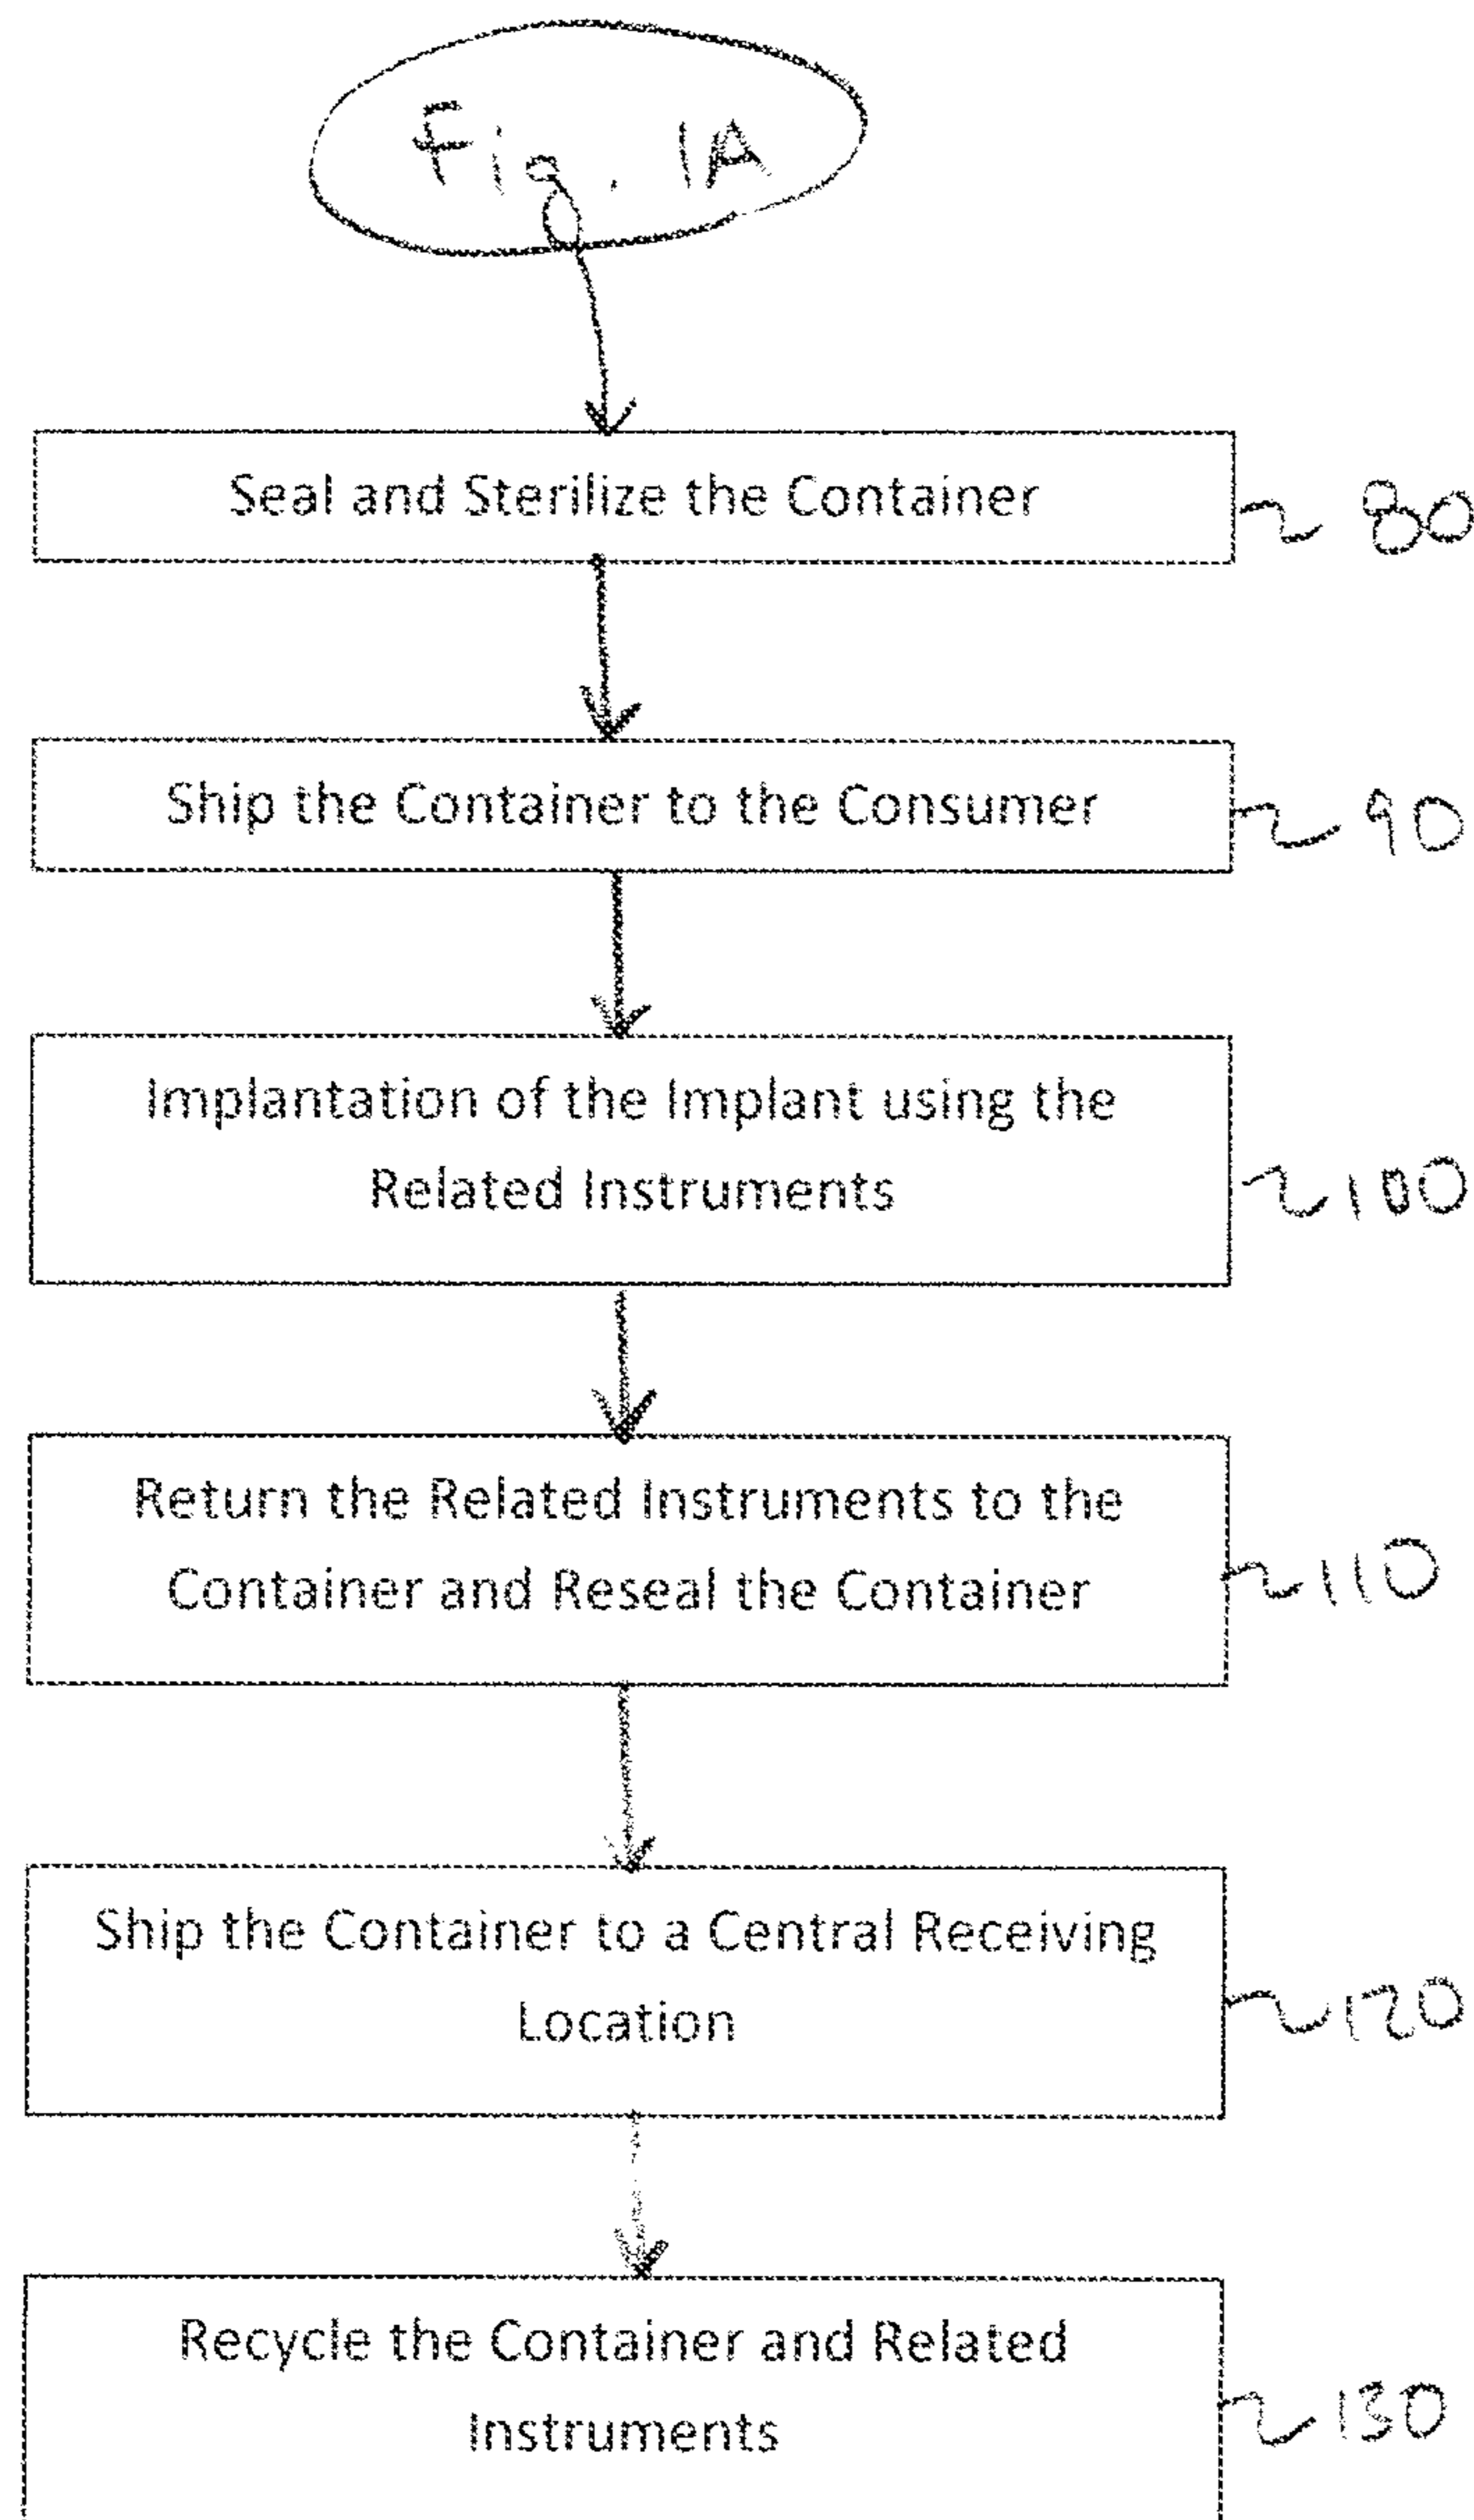 Fig. 1A
Seal and Sterilize the Container
80
Ship the Container to the Consumer
90
Implantation of the Implant using the
Related Instruments
100
Return the Related Instruments to the
Container and Reseal the Container
110
Ship the Container to a Central Receiving
Location
120
Recycle the Container and Related
Instruments
130